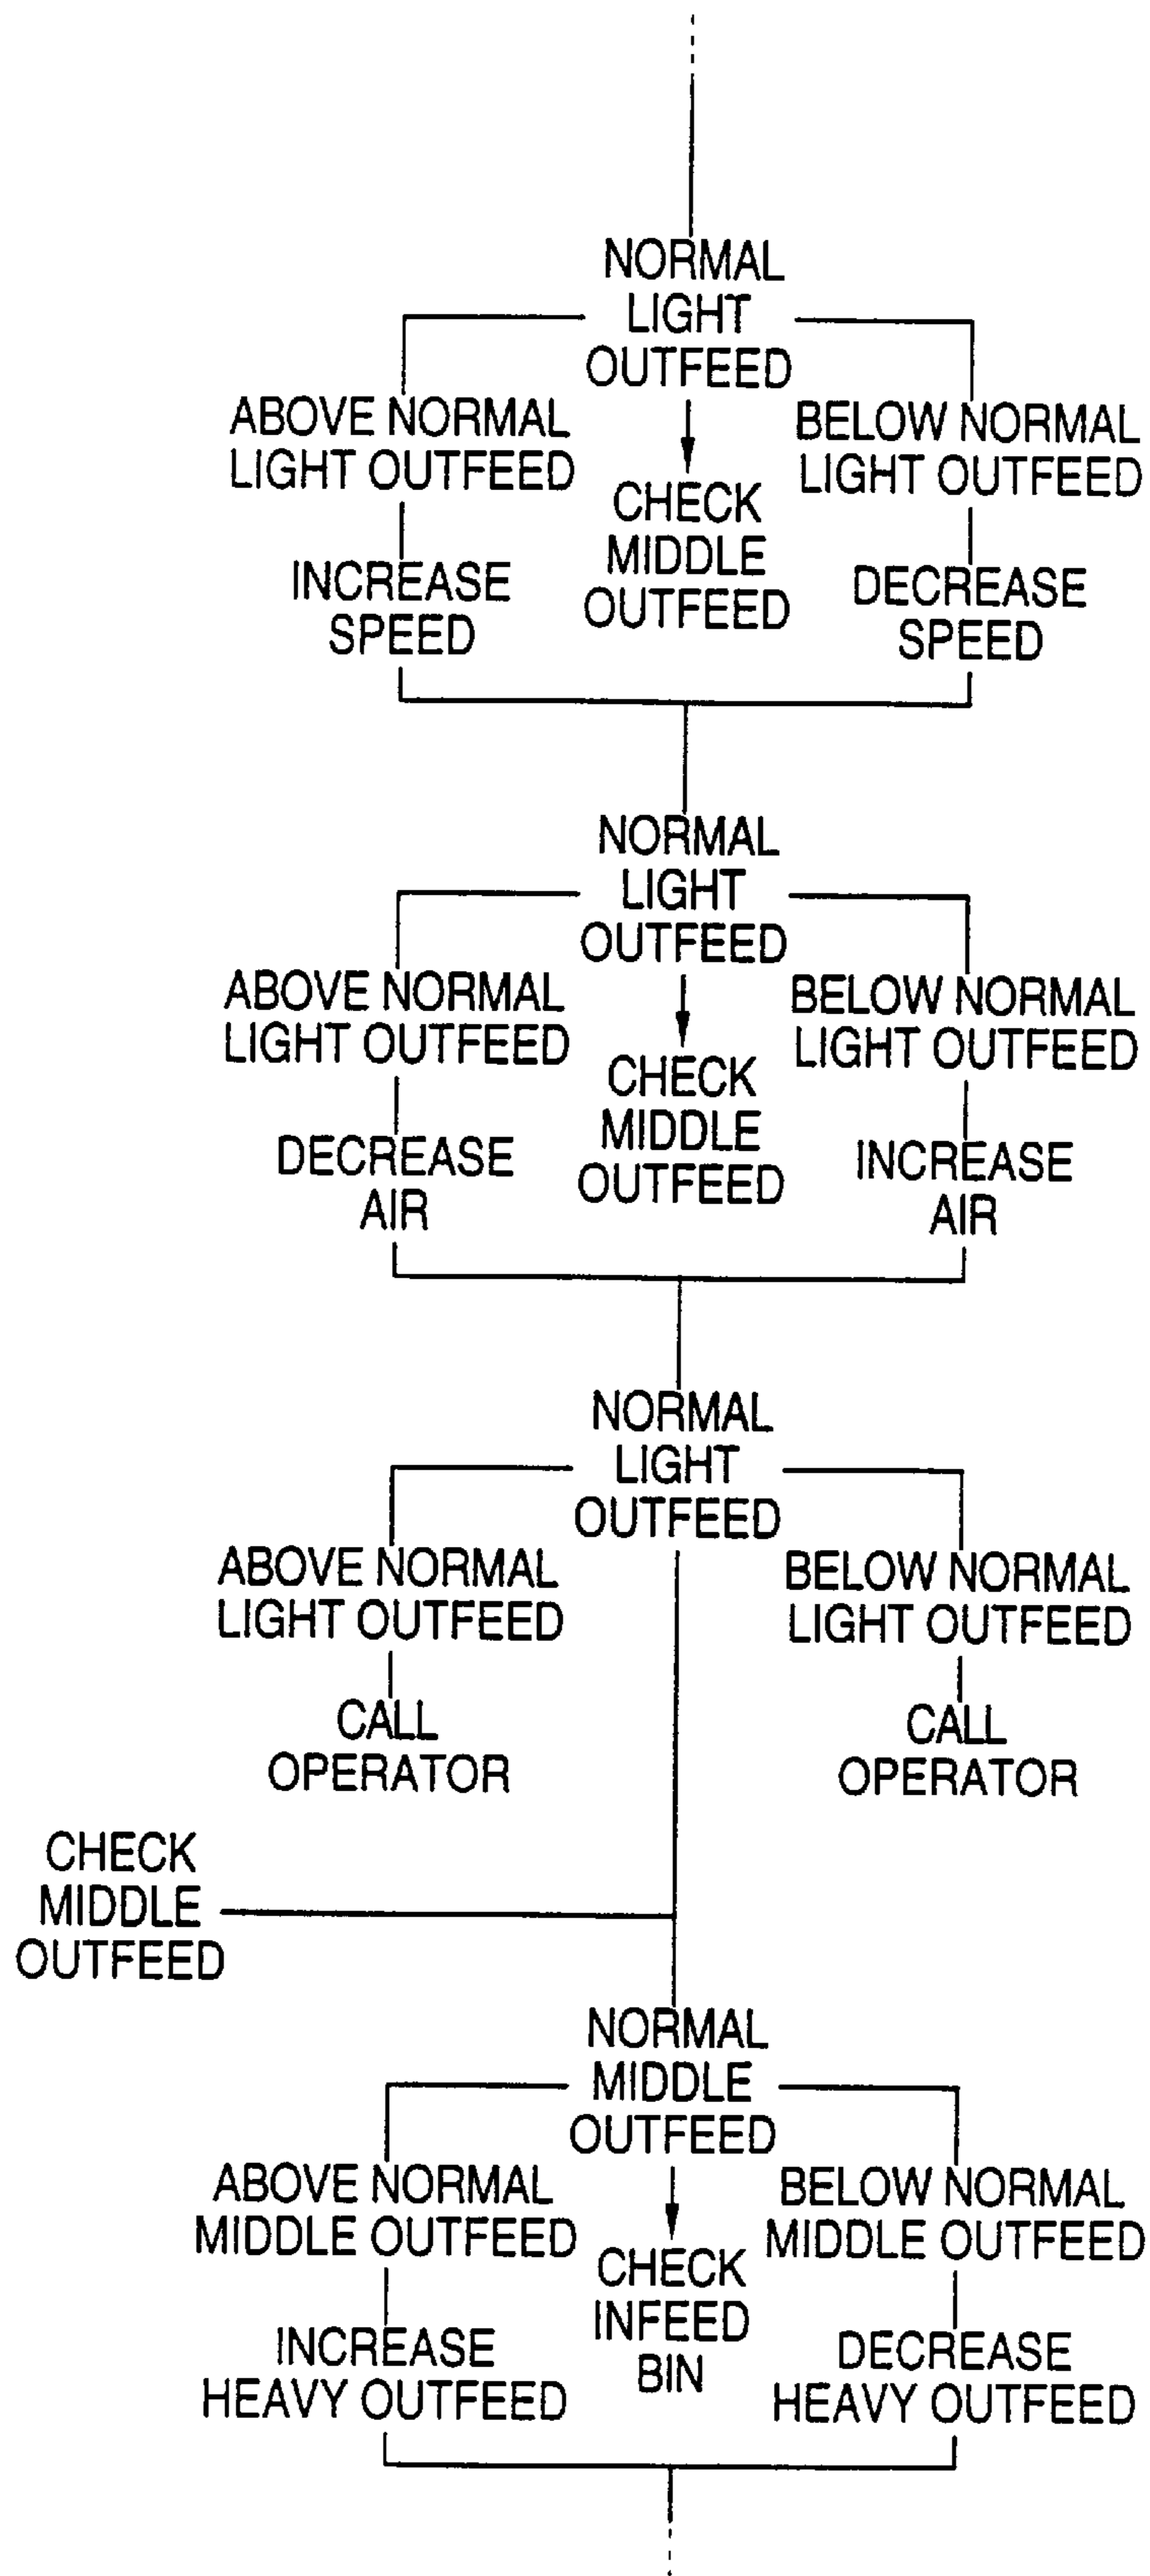 NORMAL
LIGHT
OUTFEED
ABOVE NORMAL
LIGHT OUTFEED
INCREASE
SPEED
CHECK
MIDDLE
OUTFEED
BELOW NORMAL
LIGHT OUTFEED
DECREASE
SPEED
NORMAL
LIGHT
OUTFEED
ABOVE NORMAL
LIGHT OUTFEED
DECREASE
AIR
CHECK
MIDDLE
OUTFEED
BELOW NORMAL
LIGHT OUTFEED
INCREASE
AIR
NORMAL
LIGHT
OUTFEED
ABOVE NORMAL
LIGHT OUTFEED
CALL
OPERATOR
BELOW NORMAL
LIGHT OUTFEED
CALL
OPERATOR
CHECK
MIDDLE
OUTFEED
NORMAL
MIDDLE
OUTFEED
ABOVE NORMAL
MIDDLE OUTFEED
INCREASE
HEAVY OUTFEED
CHECK
INFEED
BIN
BELOW NORMAL
MIDDLE OUTFEED
DECREASE
HEAVY OUTFEED